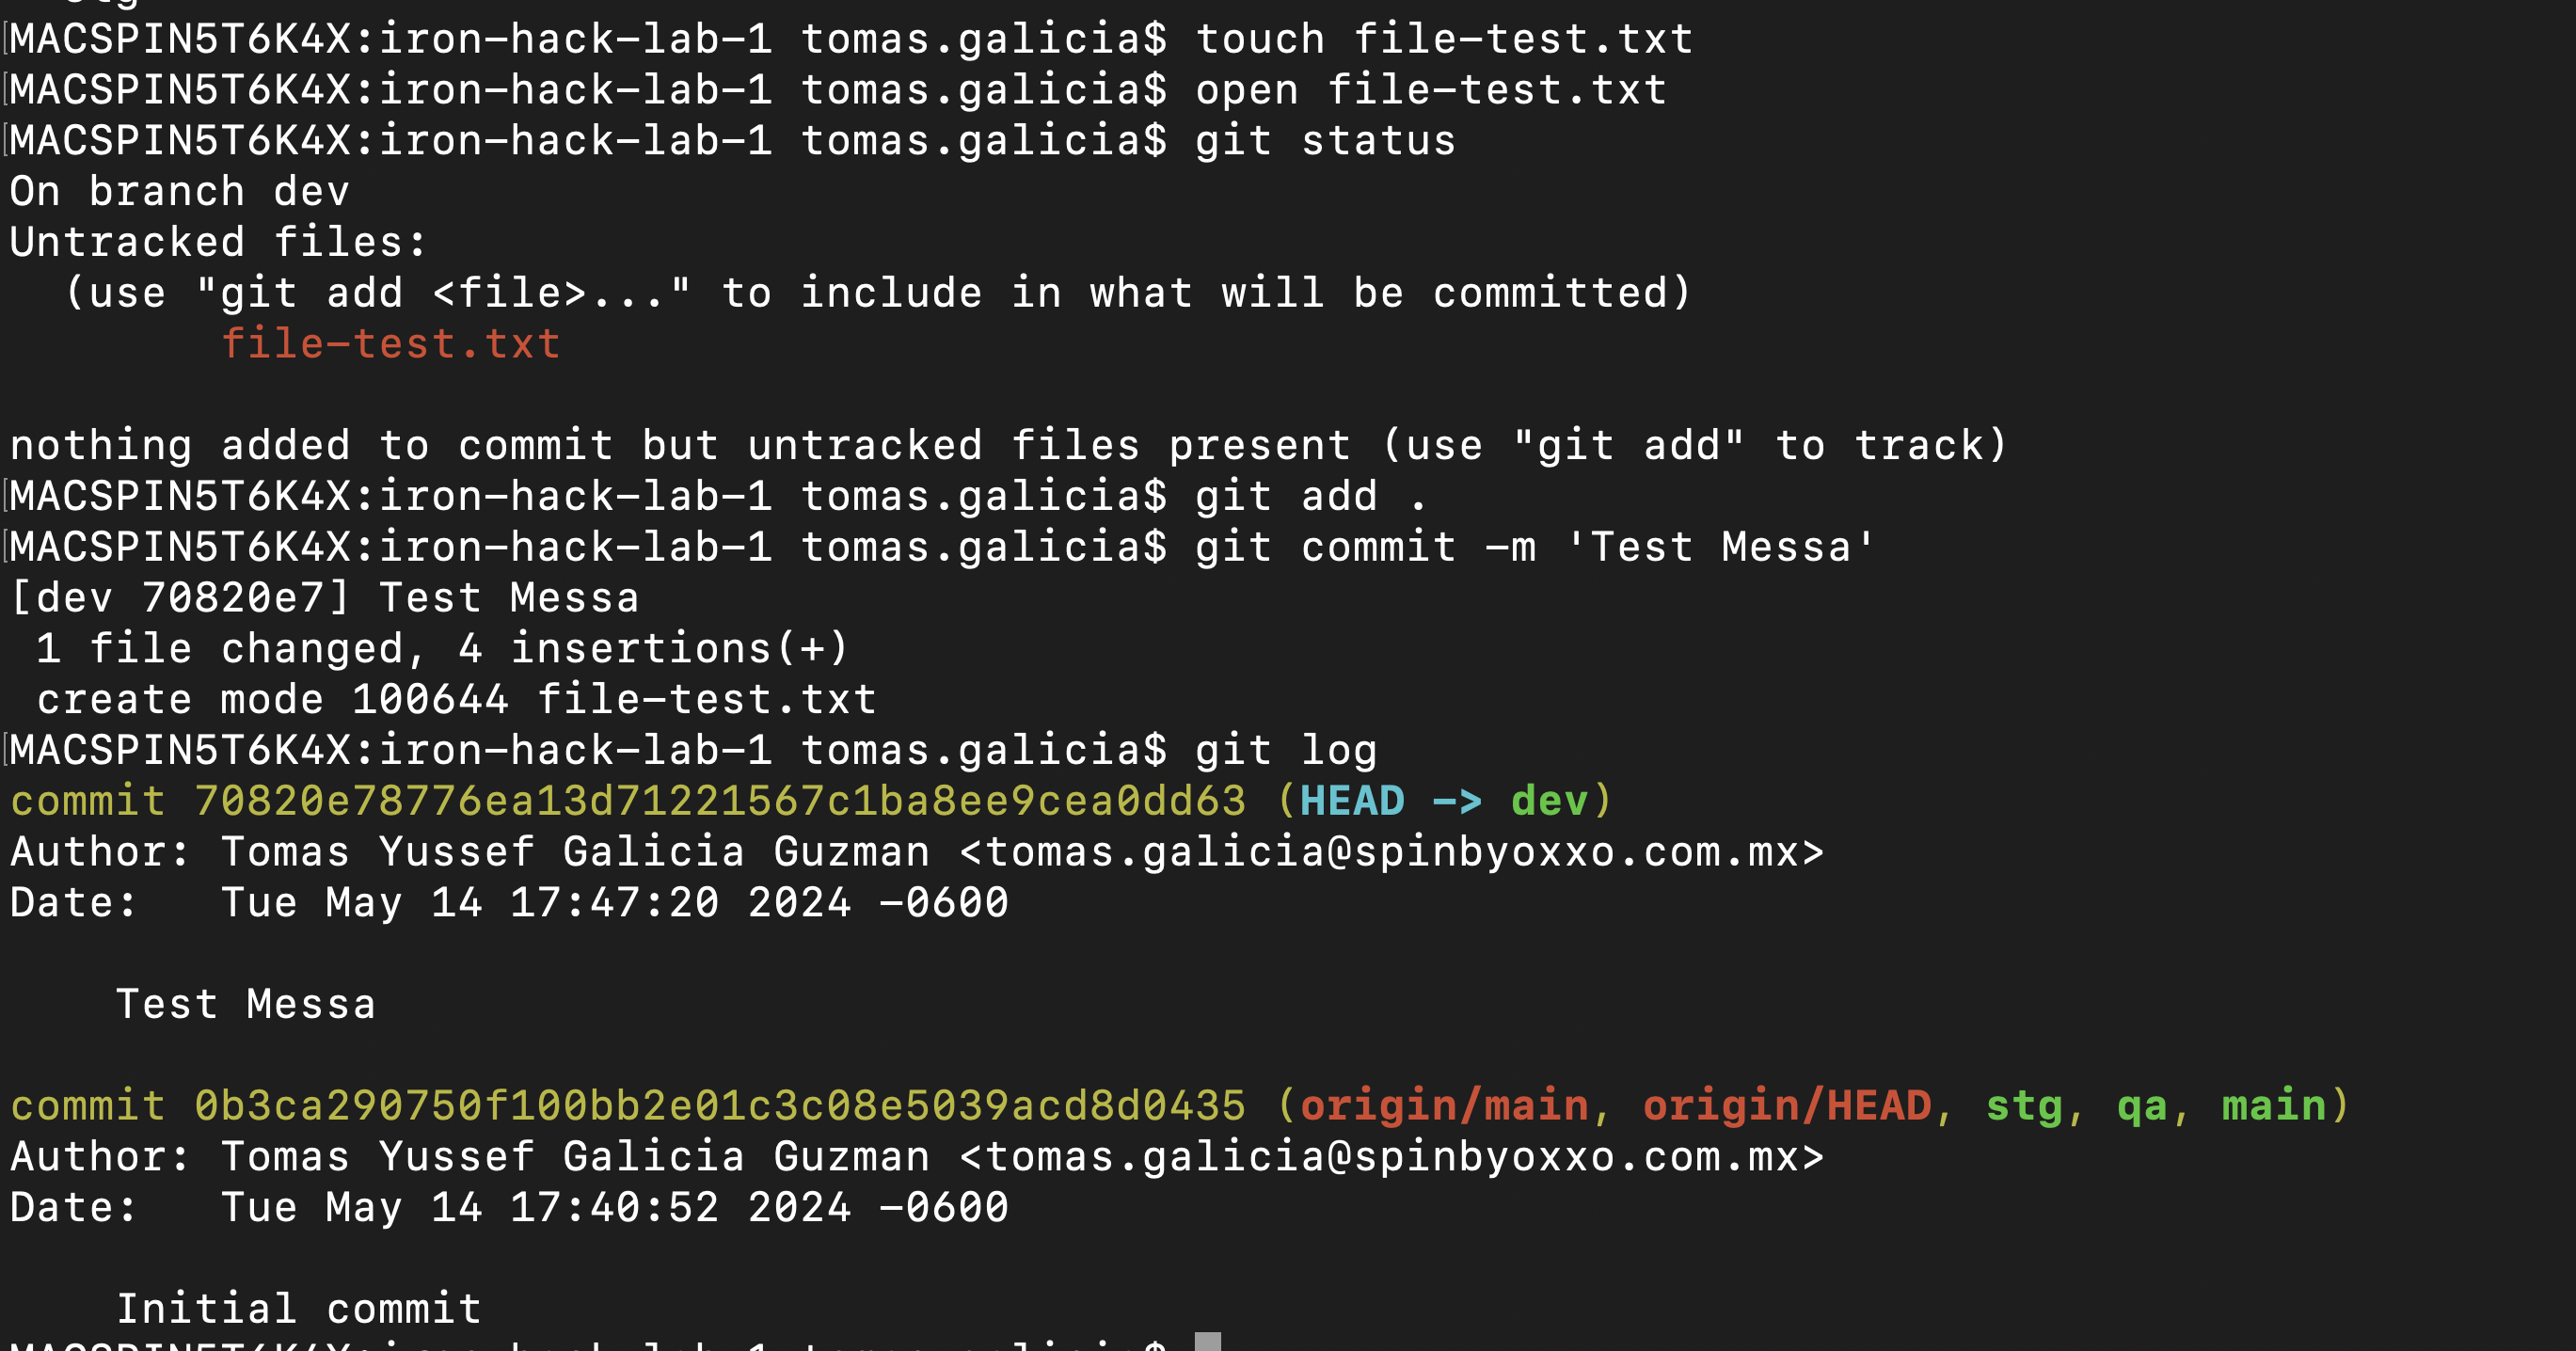 MACSPIN5T6K4X:iron-hack-lab-1 tomas.galicia$ touch file-test.txt
MACSPIN5T6K4X:iron-hack-lab-1 tomas.galicia$ open file-test.txt
MACSPIN5T6K4X:iron-hack-lab-1 tomas.galicia$ git status
On branch dev
Untracked files:
  (use "git add <file>..." to include in what will be committed)
        file-test.txt

nothing added to commit but untracked files present (use "git add" to track)
MACSPIN5T6K4X:iron-hack-lab-1 tomas.galicia$ git add .
MACSPIN5T6K4X:iron-hack-lab-1 tomas.galicia$ git commit -m 'Test Messa'
[dev 70820e7] Test Messa
 1 file changed, 4 insertions(+)
 create mode 100644 file-test.txt
MACSPIN5T6K4X:iron-hack-lab-1 tomas.galicia$ git log
commit 70820e78776ea13d71221567c1ba8ee9cea0dd63 (HEAD -> dev)
Author: Tomas Yussef Galicia Guzman <tomas.galicia@spinbyoxxo.com.mx>
Date:   Tue May 14 17:47:20 2024 -0600

    Test Messa

commit 0b3ca290750f100bb2e01c3c08e5039acd8d0435 (origin/main, origin/HEAD, stg, qa, main)
Author: Tomas Yussef Galicia Guzman <tomas.galicia@spinbyoxxo.com.mx>
Date:   Tue May 14 17:40:52 2024 -0600

    Initial commit